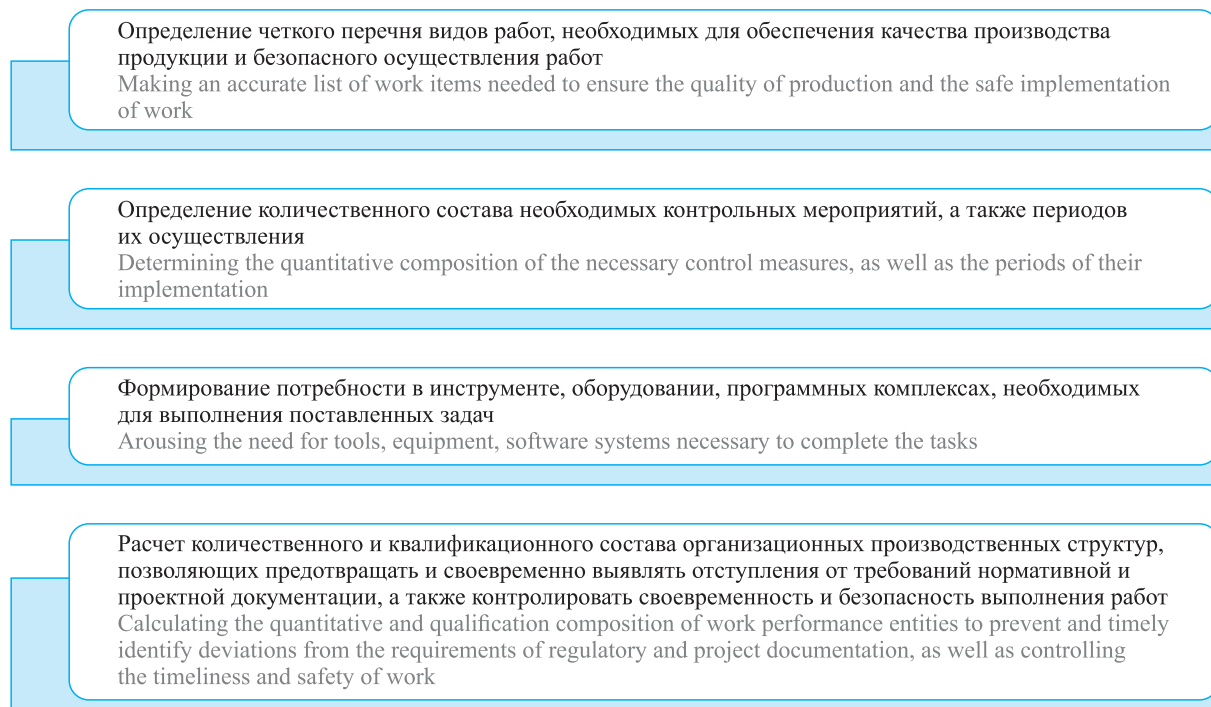 Определение четкого перечня видов работ, необходимых для обеспечения качества производства
продукции и безопасного осуществления работ
Making an accurate list of work items needed to ensure the quality of production and the safe implementation
of work
Определение количественного состава необходимых контрольных мероприятий, а также периодов
их осуществления
Determining the quantitative composition of the necessary control measures, as well as the periods of their
implementation
Формирование потребности в инструменте, оборудовании, программных комплексах, необходимых
для выполнения поставленных задач
Arousing the need for tools, equipment, software systems necessary to complete the tasks
Расчет количественного и квалификационного состава организационных производственных структур,
позволяющих предотвращать и своевременно выявлять отступления от требований нормативной и
проектной документации, а также контролировать своевременность и безопасность выполнения работ
Calculating the quantitative and qualification composition of work performance entities to prevent and timely
identify deviations from the requirements of regulatory and project documentation, as well as controlling
the timeliness and safety of work